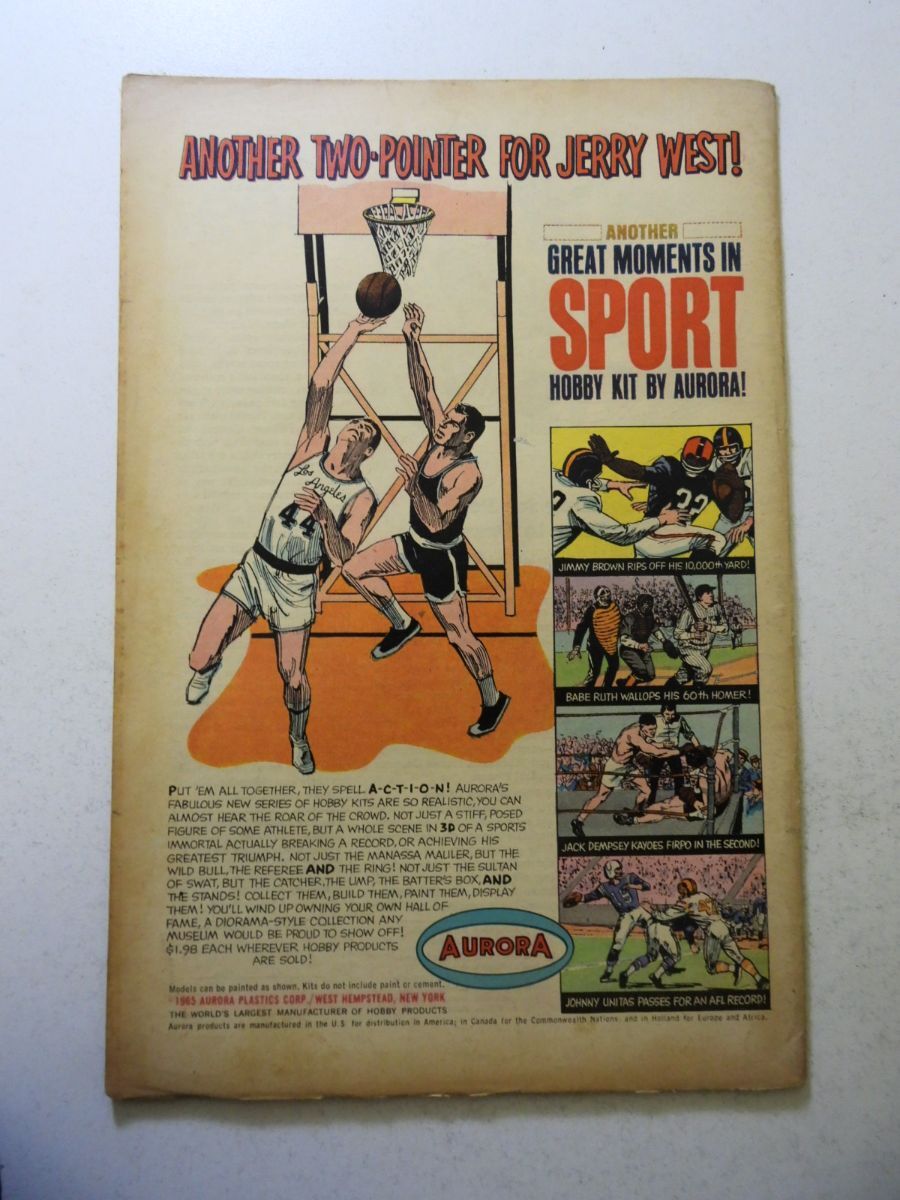 ANOTHER TWO-POINTER FOR JERRY WEST!
ANOTHER
GREAT MOMENTS IN
SPORT
HOBBY KIT BY AURORA!
Los Angeles
44
32
JIMMY BROWN RIPS OFF HIS 10,000th YARD!
BABE RUTH WALLOPS HIS 60th HOMER!
JACK DEMPSEY KAYOES FIRPO IN THE SECOND!
JOHNNY UNITAS PASSES FOR AN AFL RECORD!
PUT 'EM ALL TOGETHER, THEY SPELL A-C-T-I-O-N! AURORA'S
FABULOUS NEW SERIES OF HOBBY KITS ARE SO REALISTIC, YOU CAN
ALMOST HEAR THE ROAR OF THE CROWD. NOT JUST A STIFF, POSED
FIGURE OF SOME ATHLETE, BUT A WHOLE SCENE IN 3D OF A SPORTS
IMMORTAL ACTUALLY BREAKING A RECORD, OR ACHIEVING HIS
GREATEST TRIUMPH. NOT JUST THE MANASSA MAULER, BUT THE
WILD BULL, THE REFEREE AND THE RING! NOT JUST THE SULTAN
OF SWAT, BUT THE CATCHER, THE UMP, THE BATTER'S BOX AND
THE STANDS! COLLECT THEM, BUILD THEM, PAINT THEM, DISPLAY
THEM! YOU'LL WIND UP OWNING YOUR OWN HALL OF
FAME, A DIORAMA-STYLE COLLECTION ANY
MUSEUM WOULD BE PROUD TO SHOW OFF!
$1.98 EACH WHEREVER HOBBY PRODUCTS
ARE SOLD!
AURORA
Models can be painted as shown. Kits do not include paint or cement.
©1965 AURORA PLASTICS CORP./WEST HEMPSTEAD, NEW YORK
THE WORLD'S LARGEST MANUFACTURER OF HOBBY PRODUCTS
Aurora products are manufactured in the U.S. for distribution in America; in Canada for the Commonwealth Nations; and in Holland for Europe and Africa.